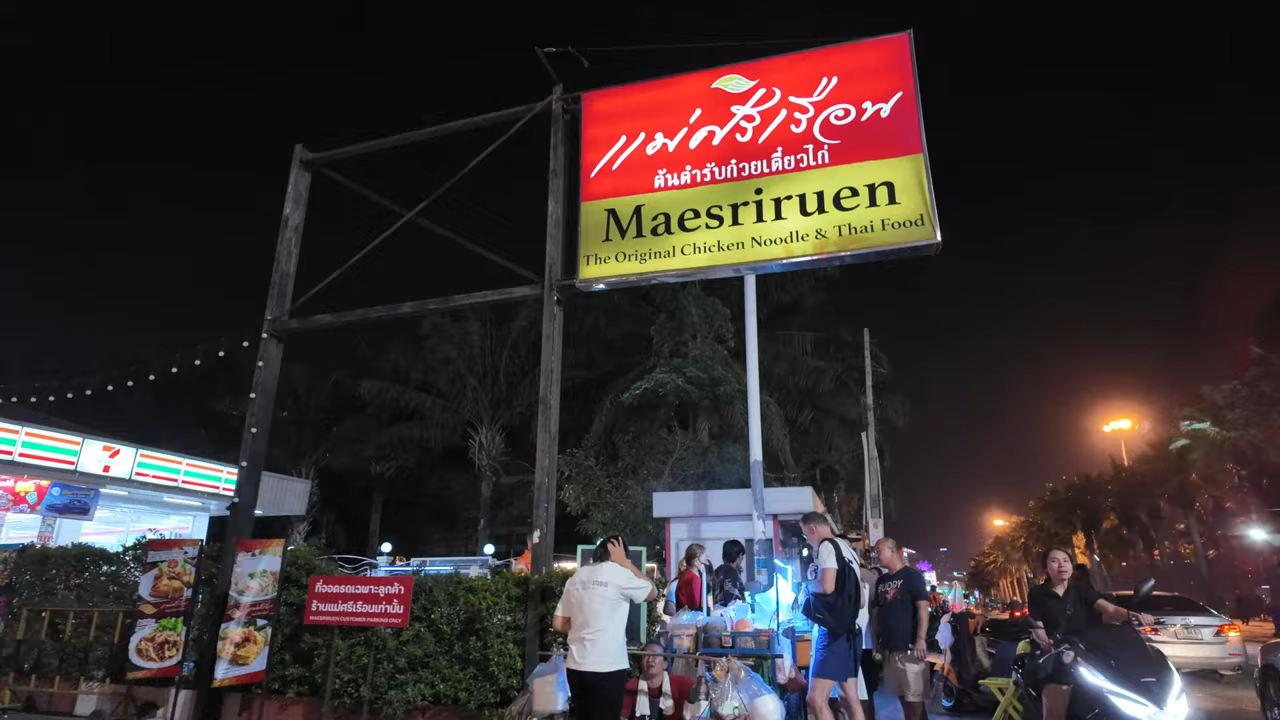 แม่ศรีเรือน
ต้นตำรับก๋วยเตี๋ยวไก่
Maesriruen
The Original Chicken Noodle & Thai Food
ที่จอดรถเฉพาะลูกค้า
ร้านแม่ศรีเรือนเท่านั้น
MAESRIRUEN CUSTOMER PARKING ONLY
BUDDY